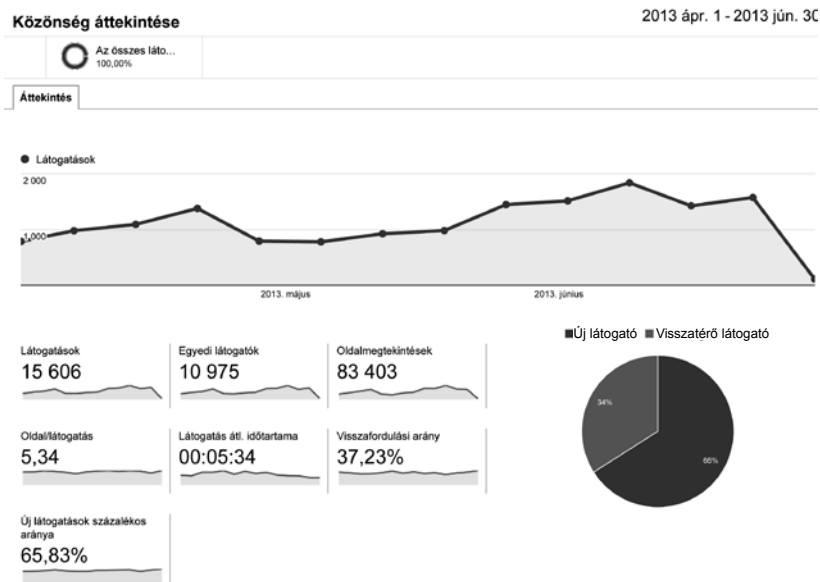 Közönség áttekintése
2013 ápr. 1 - 2013 jún. 30
Az összes láto...
100,00%
Áttekintés
Látogatások
2 000
1,000
2013. május
2013. június
Új látogató Visszatérő látogató
Látogatások
15 606
Egyedi látogatók
10 975
Oldalmegtekintések
83 403
34%
66%
Oldal/látogatás
5,34
Látogatás átl. időtartama
00:05:34
Visszafordulási arány
37,23%
Új látogatások százalékos
aránya
65,83%